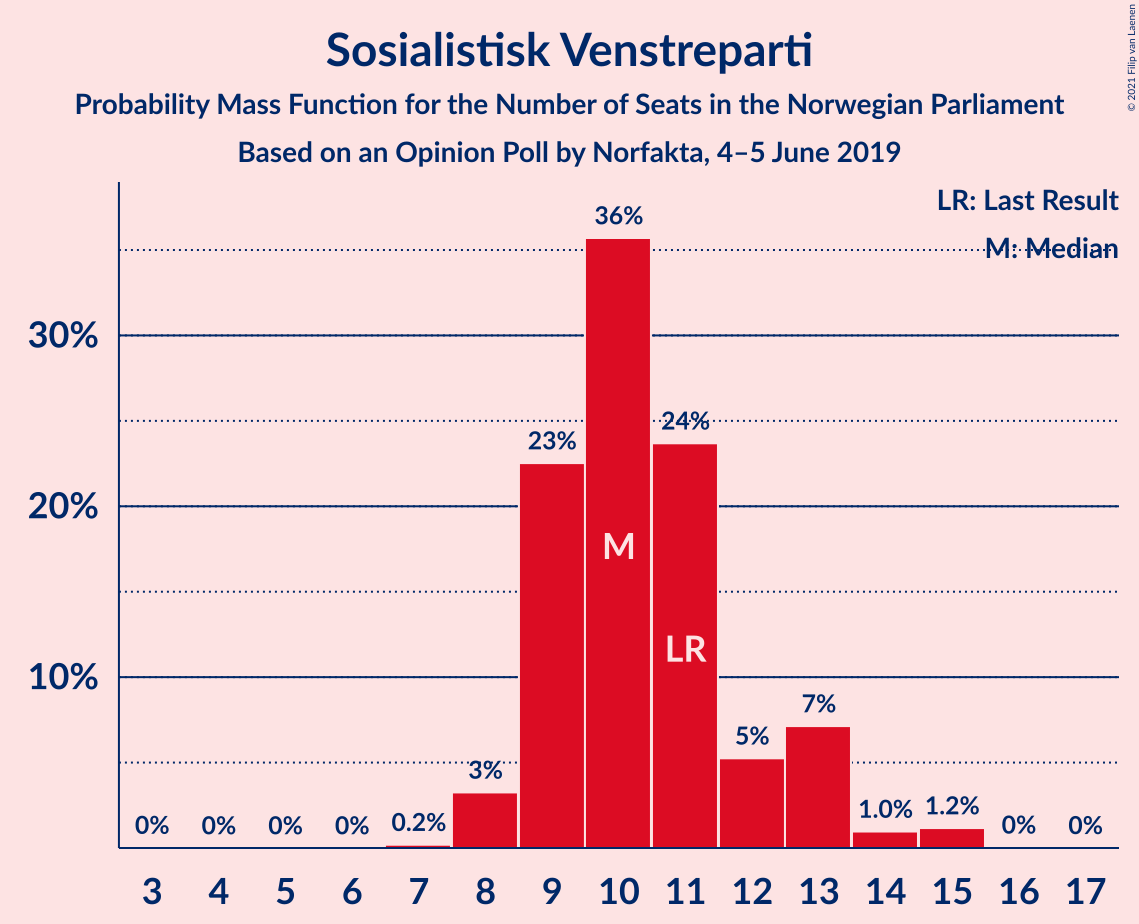 Sosialistisk Venstreparti
Probability Mass Function for the Number of Seats in the Norwegian Parliament
Based on an Opinion Poll by Norfakta, 4–5 June 2019
© 2021 Filip van Laenen
LR: Last Result
M: Median
36%
30%
24%
23%
20%
M
LR
10%
7%
5%
3%
0% 0% 0% 0% 0.2% 1.0% 1.2% 0% 0%
3 4 5 6 7 8 9 10 11 12 13 14 15 16 17